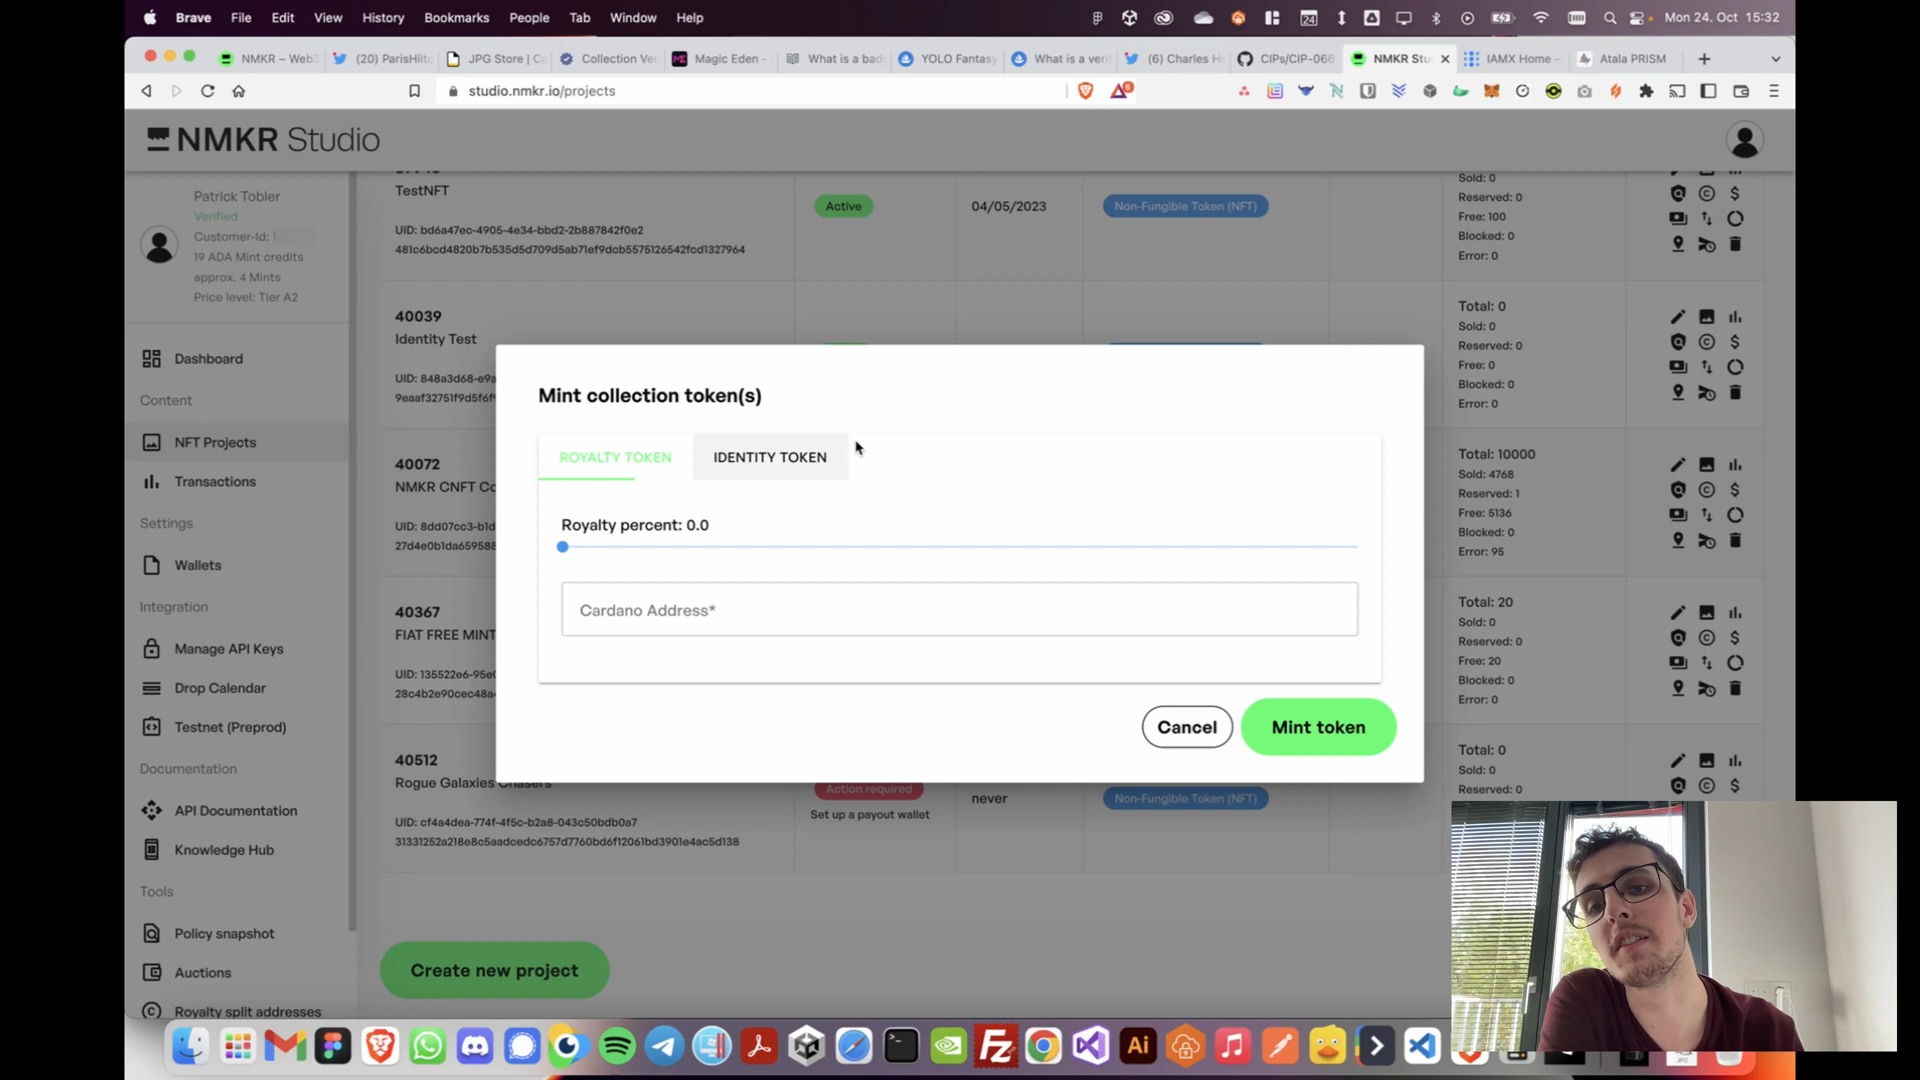 Brave File Edit View History Bookmarks People Tab Window Help
24
Mon 24. Oct 15:32
NMKR – Web3
(20) ParisHilt
JPG Store | C
Collection Ver
Magic Eden -
What is a bad
YOLO Fantasy
What is a veri
(6) Charles H
CIPs/CIP-066
NMKR Stu
IAMX Home –
Atala PRISM
studio.nmkr.io/projects
6
NMKR Studio
Patrick Tobler
Verified
Customer-Id: 1
19 ADA Mint credits
approx. 4 Mints
Price level: Tier A2
Dashboard
Content
NFT Projects
Transactions
Settings
Wallets
Integration
Manage API Keys
Drop Calendar
Testnet (Preprod)
Documentation
API Documentation
Knowledge Hub
Tools
Policy snapshot
Auctions
Royalty split addresses
TestNFT
UID: bd6a47ec-4905-4e34-bbd2-2b887842f0e2
481c6bcd4820b7b535d5d709d5ab71ef9dcb5575126542fcd1327964
Active
04/05/2023
Non-Fungible Token (NFT)
Sold: 0
Reserved: 0
Free: 100
Blocked: 0
Error: 0
40039
Identity Test
UID: 848a3d68-e9a
9eaaf32751f9d5f6f9
Total: 0
Sold: 0
Reserved: 0
Free: 0
Blocked: 0
Error: 0
40072
NMKR CNFT Co
UID: 8dd07cc3-b1d
27d4e0b1da659588
Total: 10000
Sold: 4768
Reserved: 1
Free: 5136
Blocked: 0
Error: 95
40367
FIAT FREE MINT
UID: 135522e6-95e
28c4b2e90cec48a4
Total: 20
Sold: 0
Reserved: 0
Free: 20
Blocked: 0
Error: 0
40512
Rogue Galaxies Chasers
UID: cf4a4dea-774f-4f5c-b2a8-043c50bdb0a7
31331252a218e8c5aadcedc6757d7760bd6f12061bd3901e4ac5d138
Action required
Set up a payout wallet
never
Non-Fungible Token (NFT)
Total: 0
Sold: 0
Reserved: 0
Mint collection token(s)
ROYALTY TOKEN
IDENTITY TOKEN
Royalty percent: 0.0
Cardano Address*
Cancel
Mint token
Create new project
Ai